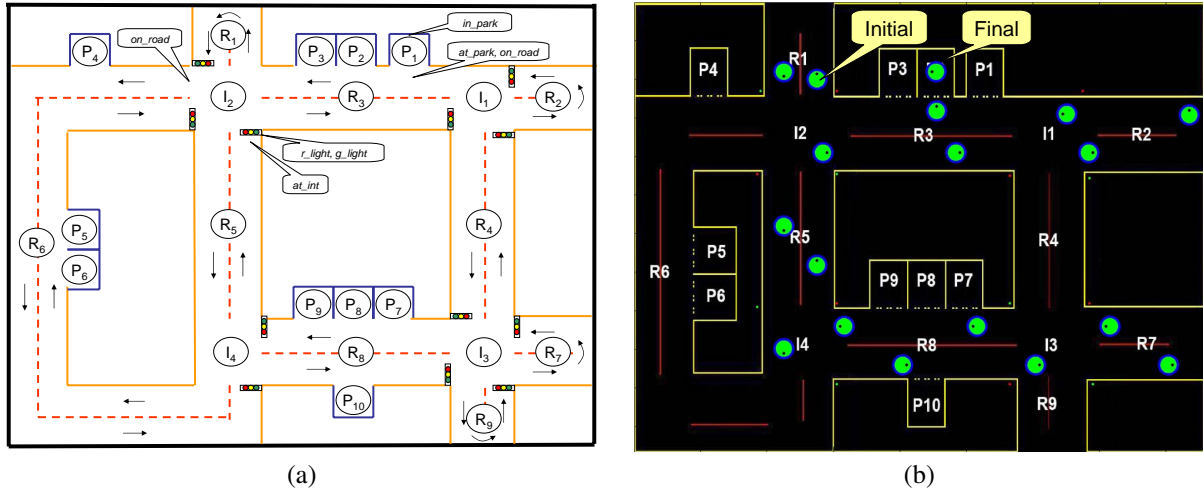 R1
in_park
on_road
P4
P3
P2
P1
at_park, on_road
I2
R3
I1
R2
r_light, g_light
at_int
R6
P5
R5
R4
P6
P9
P8
P7
I4
R8
I3
R7
P10
R9
(a)
Initial
Final
R1
P4
P3
P1
I2
R3
I1
R2
R5
R4
P5
R6
P6
P9
P8
P7
I4
R8
I3
R7
P10
R9
(b)